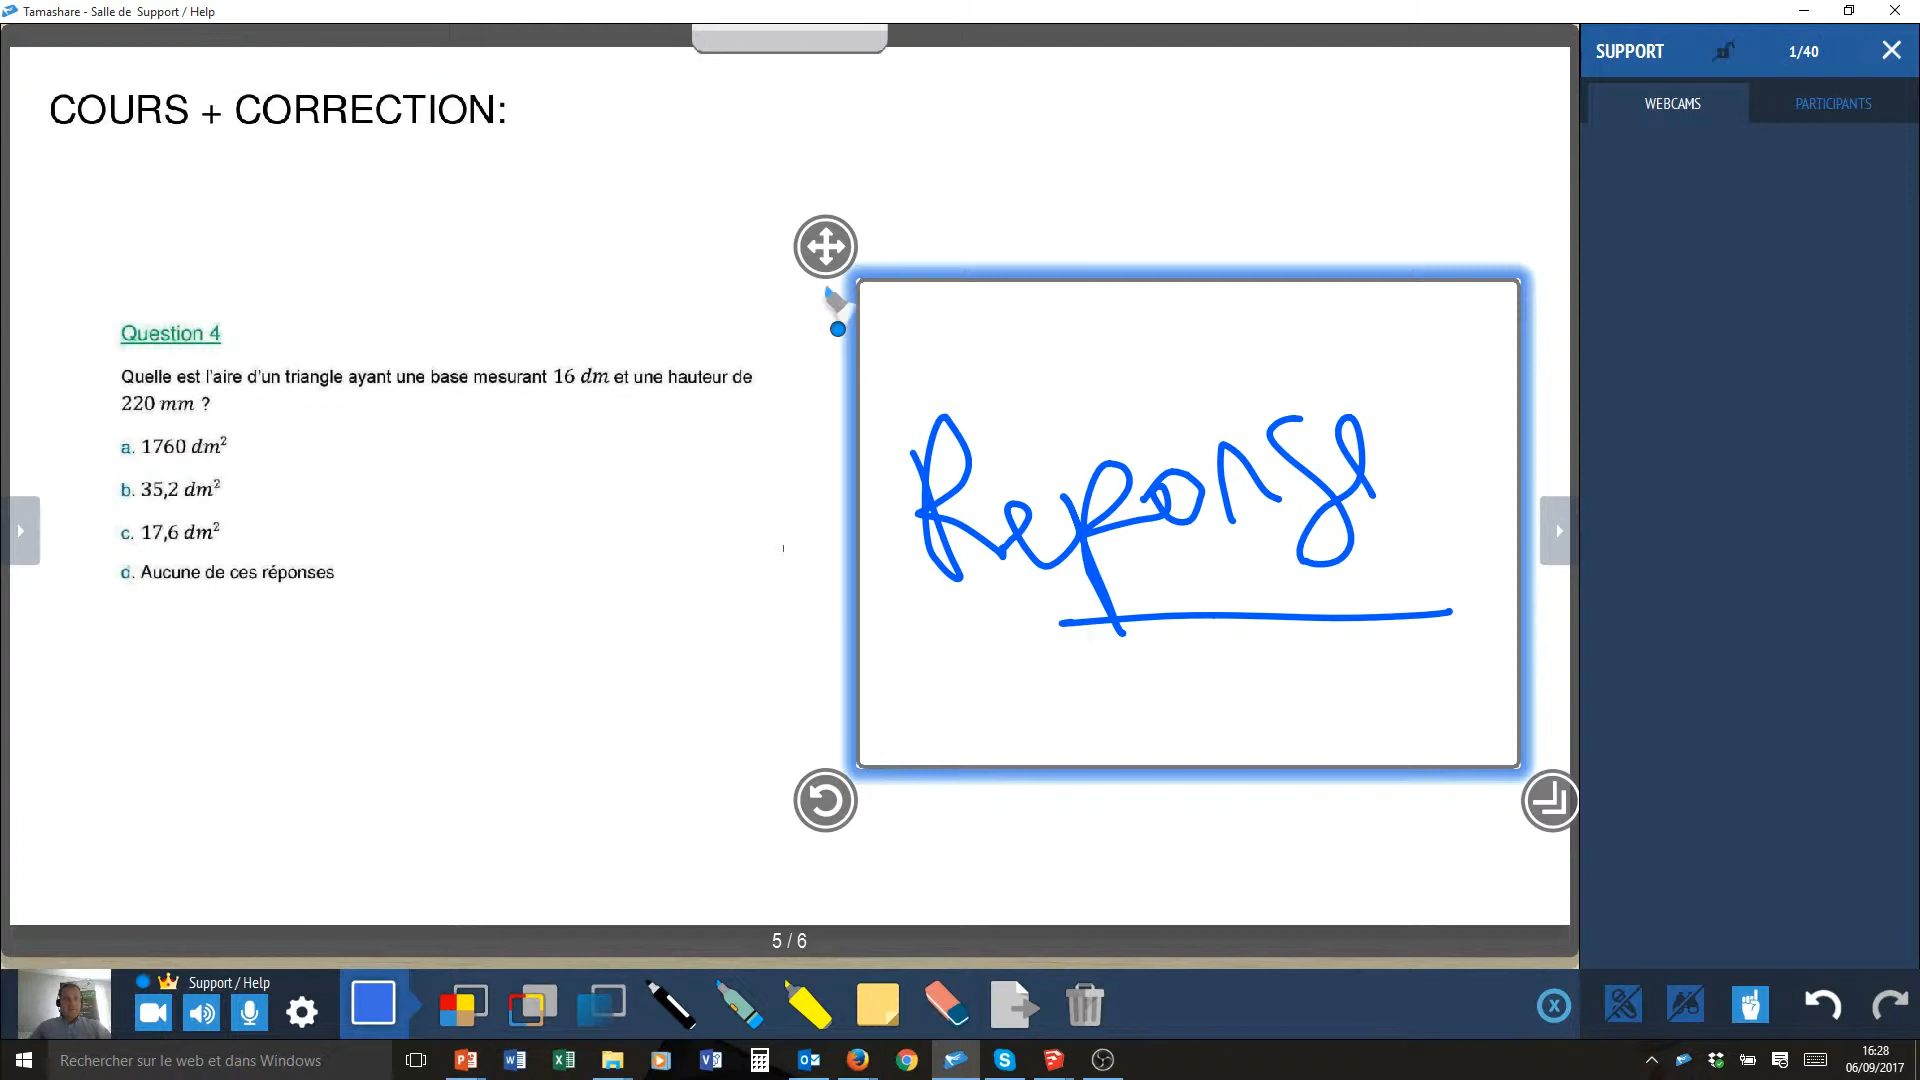 Tamashare - Salle de Support / Help
SUPPORT
1/40
WEBCAMS
PARTICIPANTS
COURS + CORRECTION:
Question 4
Quelle est l'aire d'un triangle ayant une base mesurant 16 dm et une hauteur de
220 mm ?
a. 1760 dm²
b. 35,2 dm²
c. 17,6 dm²
d. Aucune de ces réponses
Reponse
5 / 6
Support / Help
Rechercher sur le web et dans Windows
16:28
06/09/2017